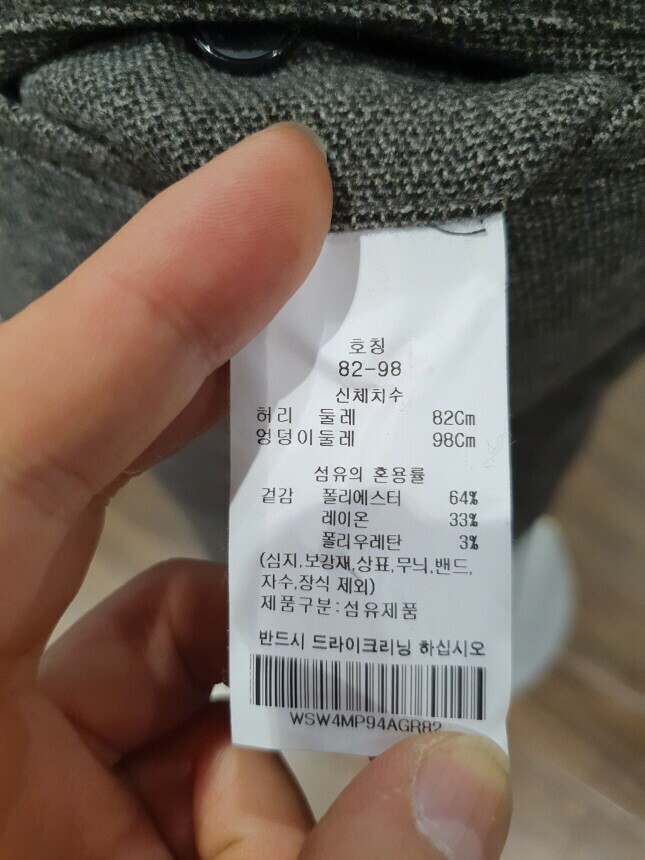 호칭
82-98
신체치수
허리 둘레 82Cm
엉덩이둘레 98Cm
섬유의 혼용률
겉감 폴리에스터 64%
레이온 33%
폴리우레탄 3%
(심지,보강재,상표,무늬,밴드,
자수,장식 제외)
제품구분:섬유제품
반드시 드라이크리닝 하십시오
WSW4MP94AGR82